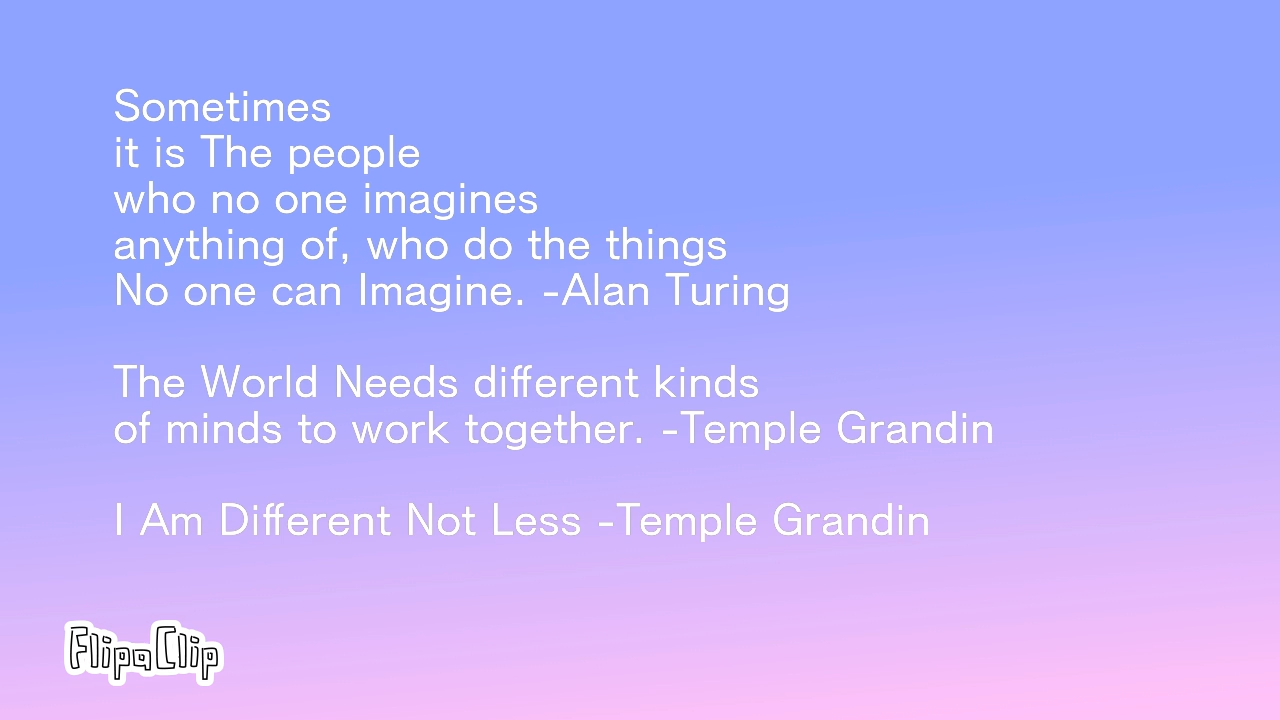 Sometimes
it is The people
who no one imagines
anything of, who do the things
No one can Imagine. -Alan Turing
The World Needs different kinds
of minds to work together. -Temple Grandin
I Am Different Not Less -Temple Grandin
FlipaClip